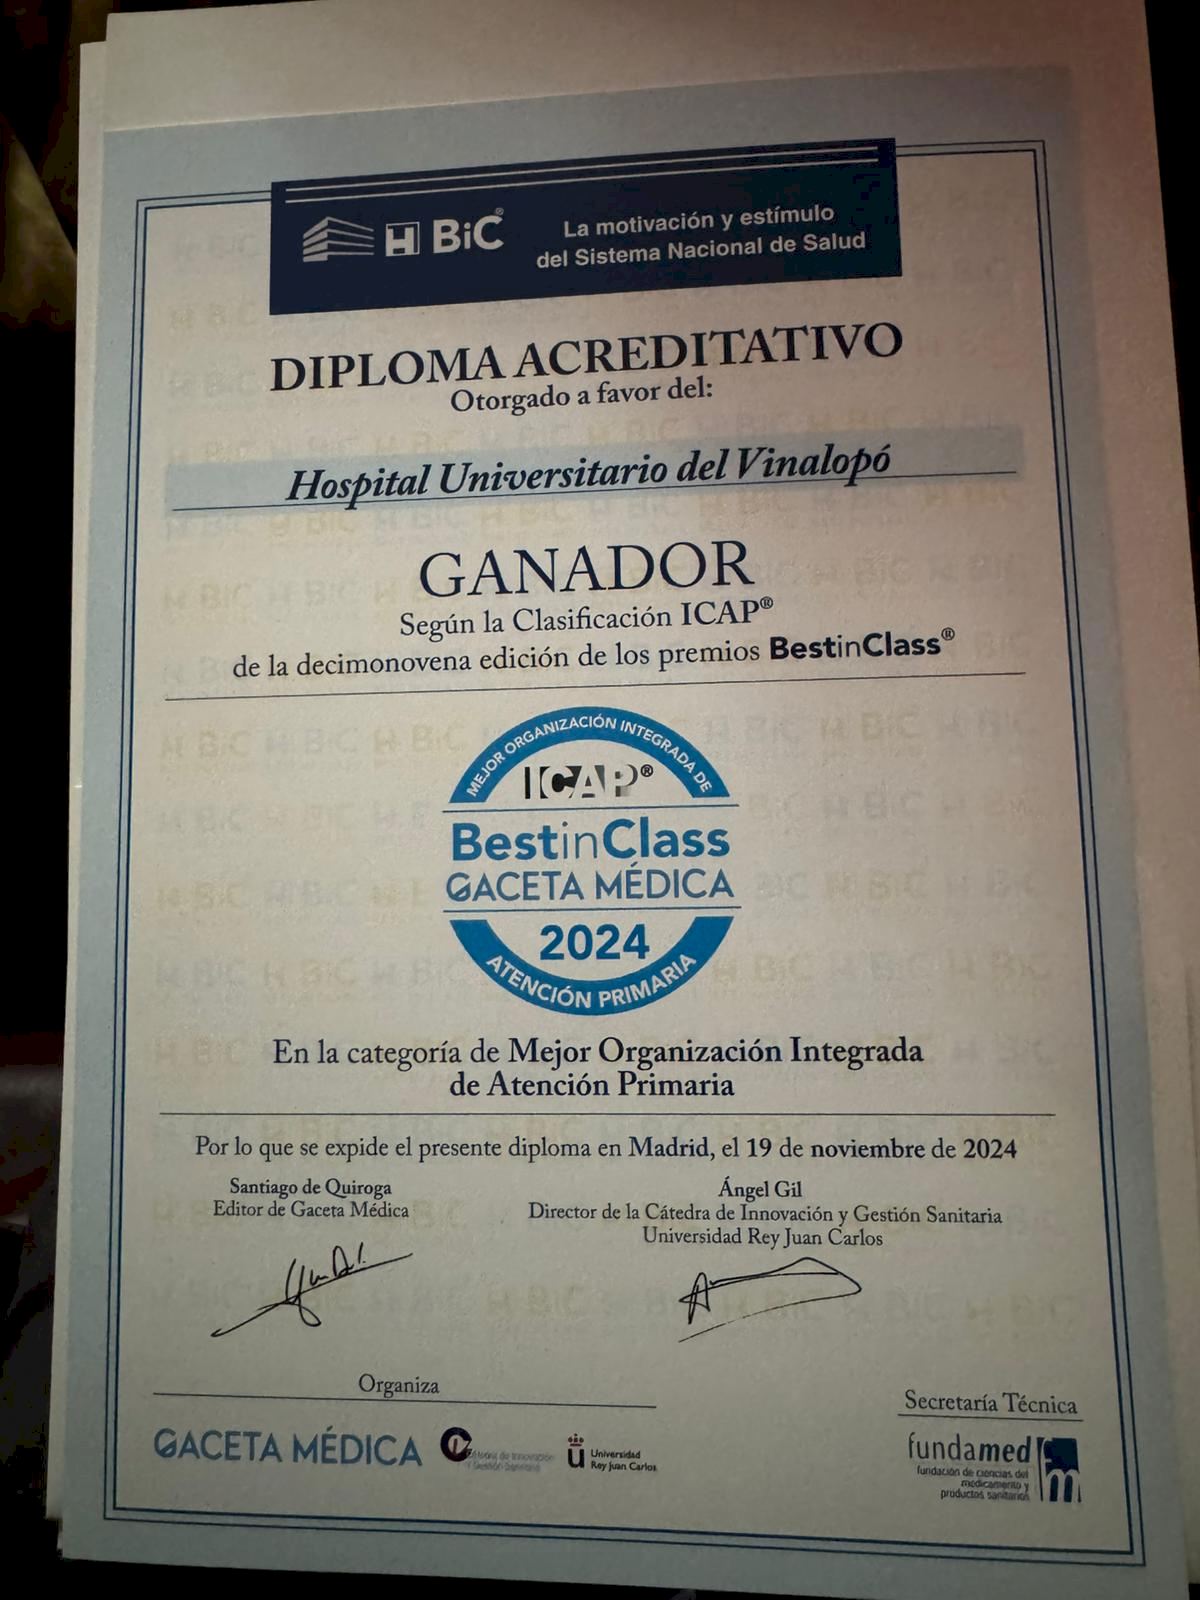 H BiC®
La motivación y estímulo
del Sistema Nacional de Salud
DIPLOMA ACREDITATIVO
Otorgado a favor del:
Hospital Universitario del Vinalopó
GANADOR
Según la Clasificación ICAP®
de la decimonovena edición de los premios BestinClass®
MEJOR ORGANIZACIÓN INTEGRADA DE
ICAP®
BestinClass
GACETA MÉDICA
2024
ATENCIÓN PRIMARIA
En la categoría de Mejor Organización Integrada
de Atención Primaria
Por lo que se expide el presente diploma en Madrid, el 19 de noviembre de 2024
Santiago de Quiroga
Editor de Gaceta Médica
Ángel Gil
Director de la Cátedra de Innovación y Gestión Sanitaria
Universidad Rey Juan Carlos
Organiza
GACETA MÉDICA
Cátedra de Innovación
Y Gestión Sanitaria
Universidad
Rey Juan Carlos
Secretaría Técnica
fundamed
fundación de ciencias del
medicamento y
productos sanitarios